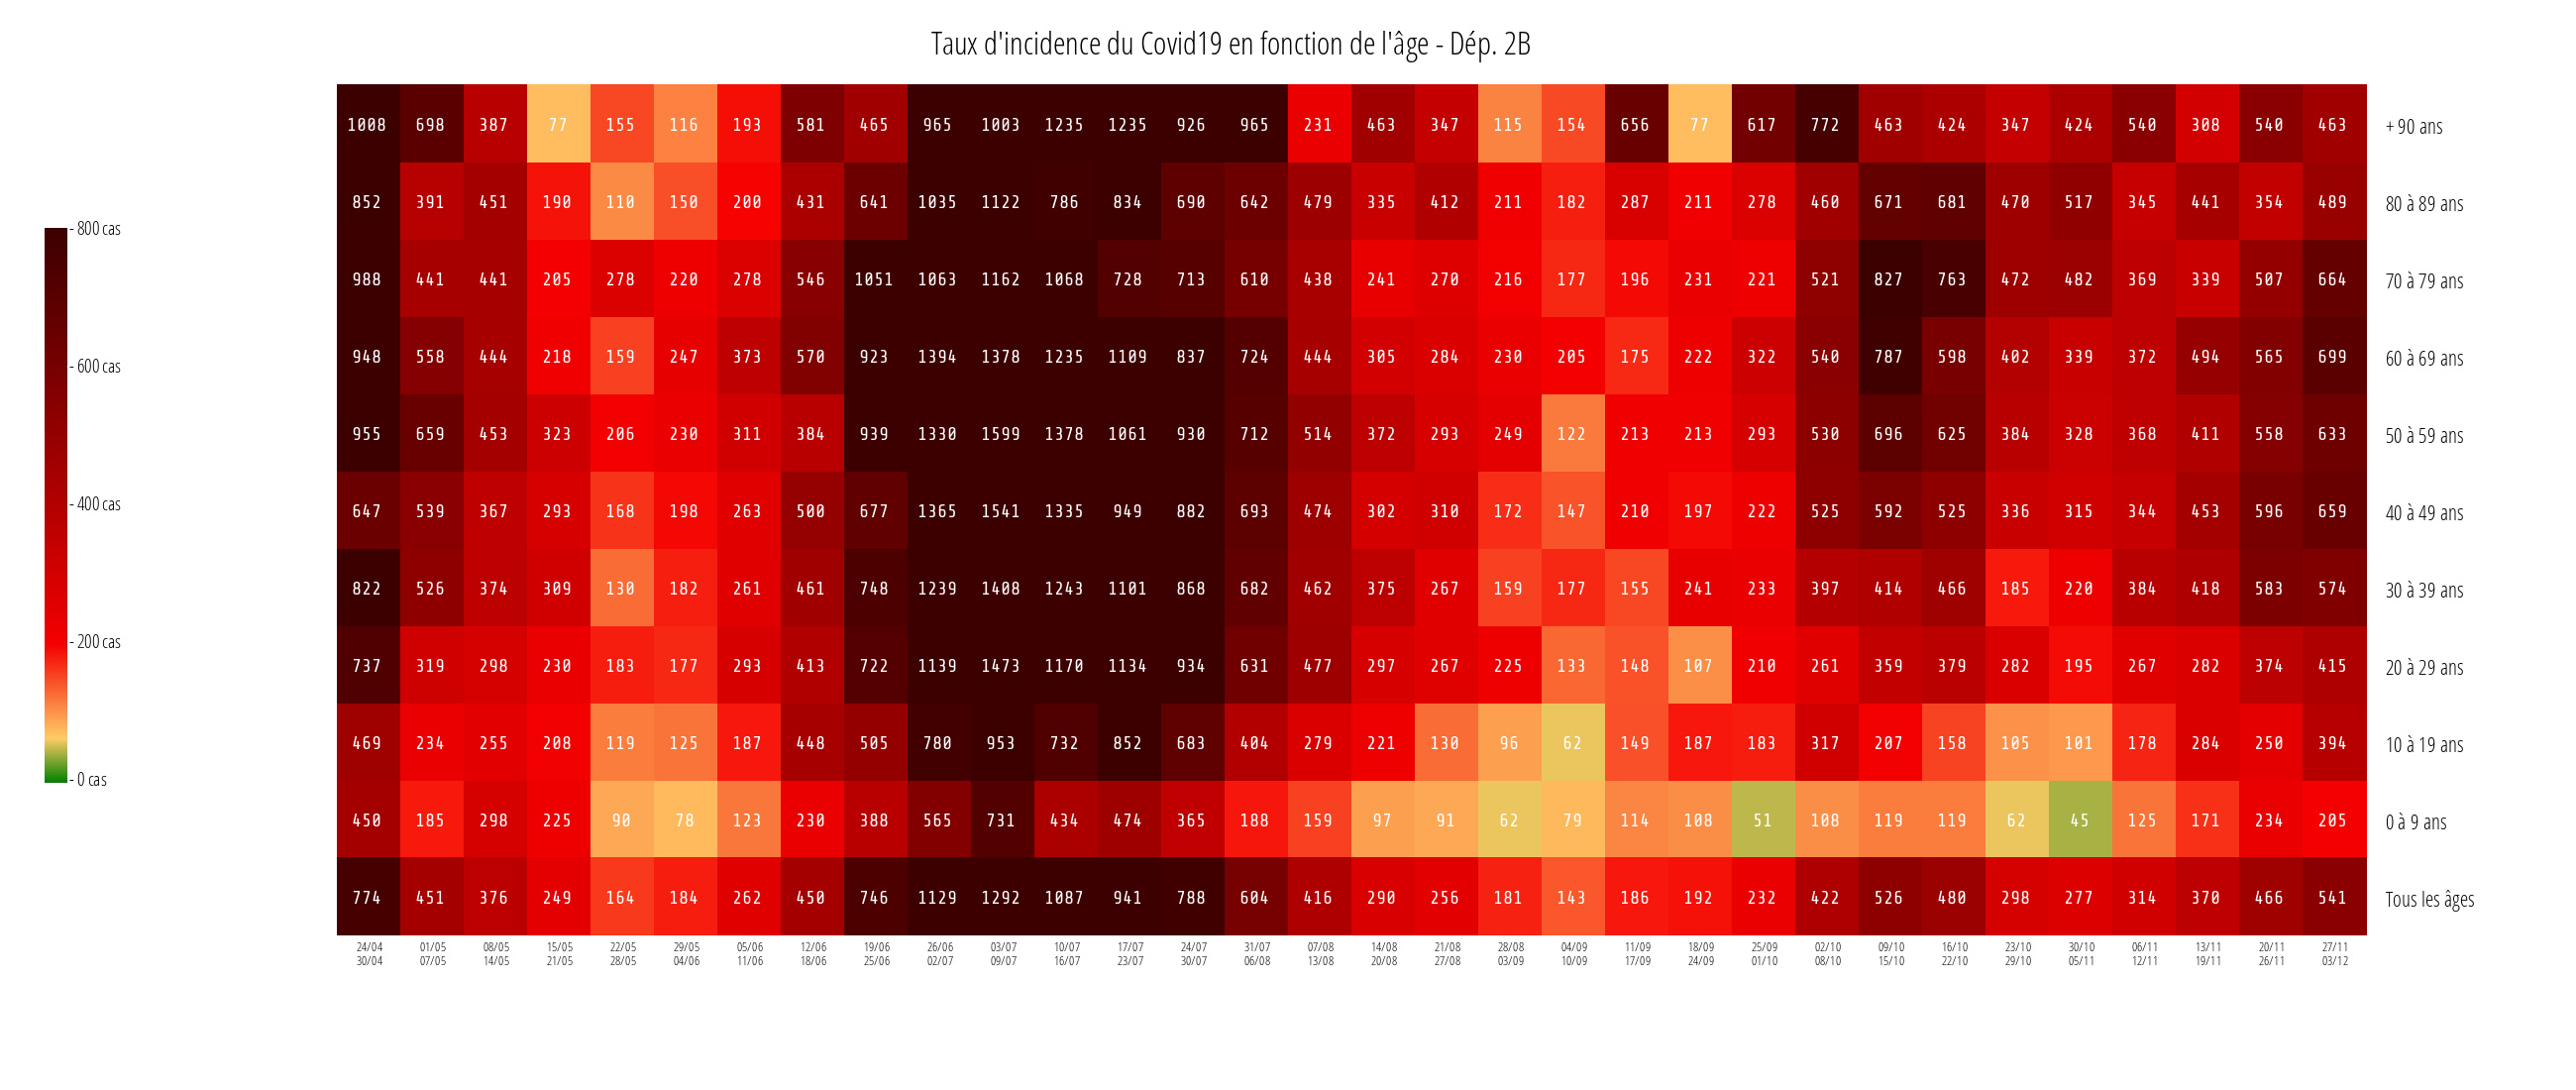 Taux d'incidence du Covid19 en fonction de l'âge - Dép. 2B
- 800 cas
- 600 cas
- 400 cas
- 200 cas
- 0 cas
1008 698 387 77 155 116 193 581 465 965 1003 1235 1235 926 965 231 463 347 115 154 656 77 617 772 463 424 347 424 540 308 540 463 + 90 ans
852 391 451 190 110 150 200 431 641 1035 1122 786 834 690 642 479 335 412 211 182 287 211 278 460 671 681 470 517 345 441 354 489 80 à 89 ans
988 441 441 205 278 220 278 546 1051 1063 1162 1068 728 713 610 438 241 270 216 177 196 231 221 521 827 763 472 482 369 339 507 664 70 à 79 ans
948 558 444 218 159 247 373 570 923 1394 1378 1235 1109 837 724 444 305 284 230 205 175 222 322 540 787 598 402 339 372 494 565 699 60 à 69 ans
955 659 453 323 206 230 311 384 939 1330 1599 1378 1061 930 712 514 372 293 249 122 213 213 293 530 696 625 384 328 368 411 558 633 50 à 59 ans
647 539 367 293 168 198 263 500 677 1365 1541 1335 949 882 693 474 302 310 172 147 210 197 222 525 592 525 336 315 344 453 596 659 40 à 49 ans
822 526 374 309 130 182 261 461 748 1239 1408 1243 1101 868 682 462 375 267 159 177 155 241 233 397 414 466 185 220 384 418 583 574 30 à 39 ans
737 319 298 230 183 177 293 413 722 1139 1473 1170 1134 934 631 477 297 267 225 133 148 107 210 261 359 379 282 195 267 282 374 415 20 à 29 ans
469 234 255 208 119 125 187 448 505 780 953 732 852 683 404 279 221 130 96 62 149 187 183 317 207 158 105 101 178 284 250 394 10 à 19 ans
450 185 298 225 90 78 123 230 388 565 731 434 474 365 188 159 97 91 62 79 114 108 51 108 119 119 62 45 125 171 234 205 0 à 9 ans
774 451 376 249 164 184 262 450 746 1129 1292 1087 941 788 604 416 290 256 181 143 186 192 232 422 526 480 298 277 314 370 466 541 Tous les âges
24/04 01/05 08/05 15/05 22/05 29/05 05/06 12/06 19/06 26/06 03/07 10/07 17/07 24/07 31/07 07/08 14/08 21/08 28/08 04/09 11/09 18/09 25/09 02/10 09/10 16/10 23/10 30/10 06/11 13/11 20/11 27/11
30/04 07/05 14/05 21/05 28/05 04/06 11/06 18/06 25/06 02/07 09/07 16/07 23/07 30/07 06/08 13/08 20/08 27/08 03/09 10/09 17/09 24/09 01/10 08/10 15/10 22/10 29/10 05/11 12/11 19/11 26/11 03/12